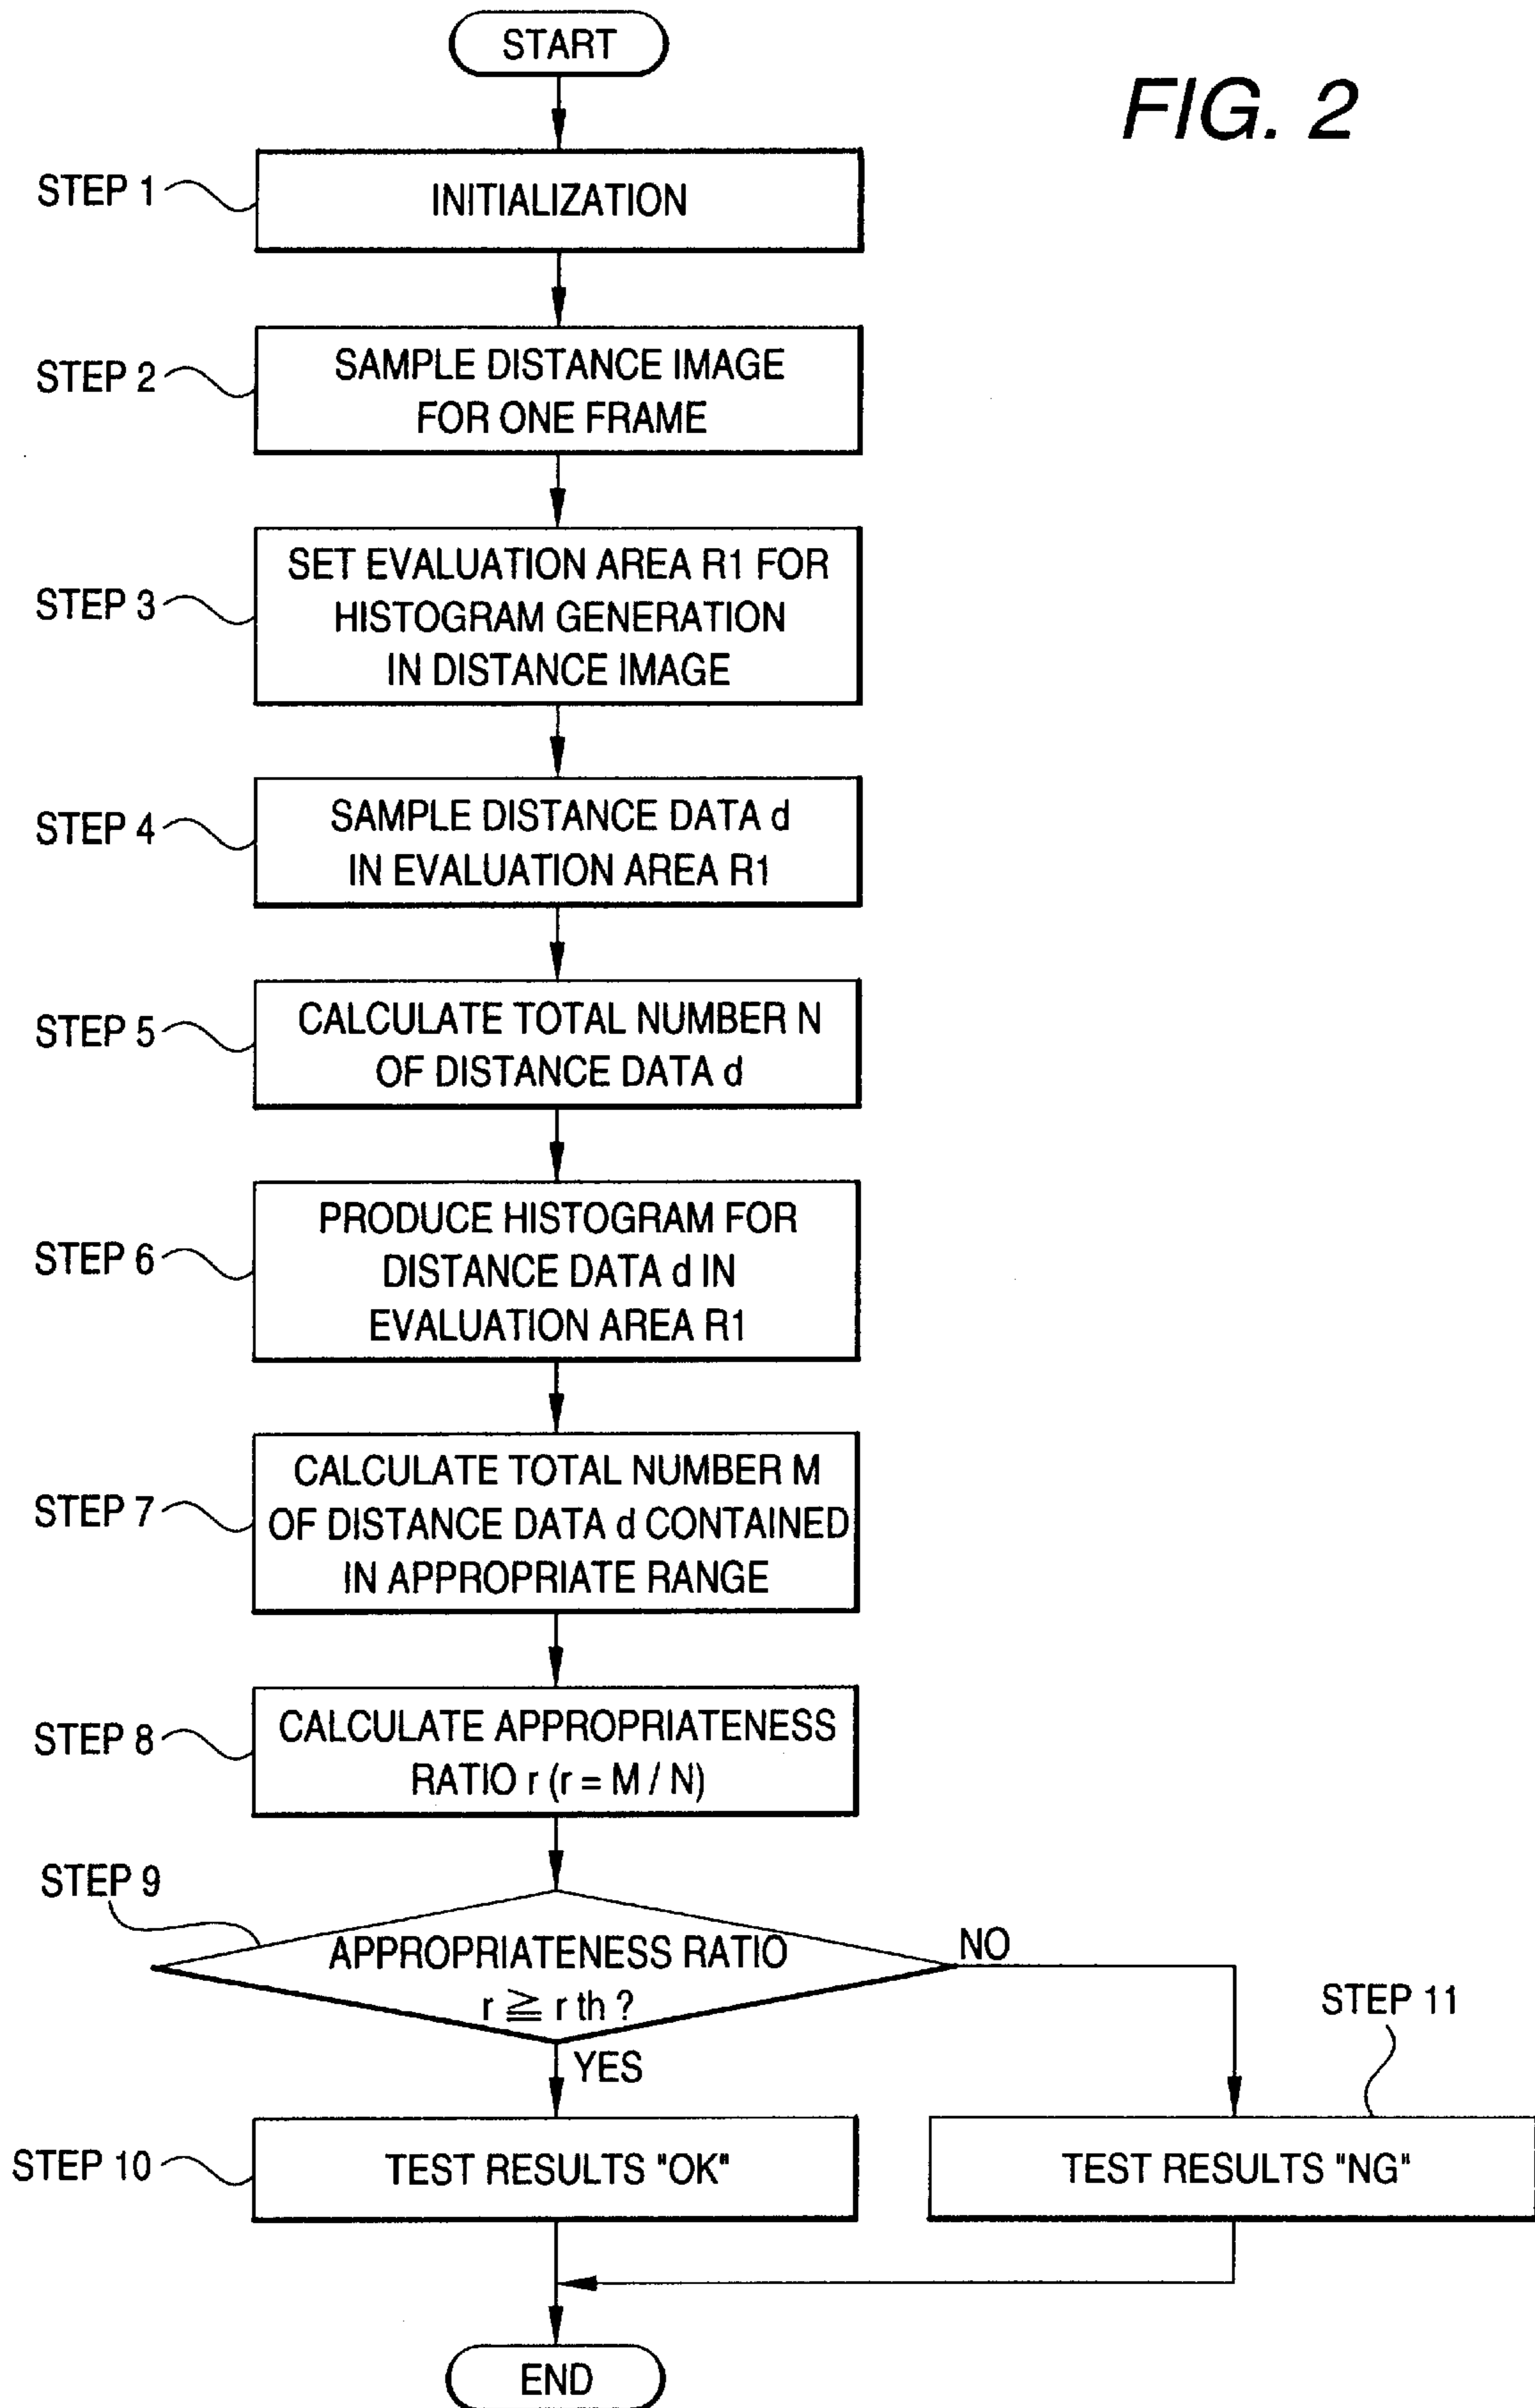 START
FIG. 2
STEP 1
INITIALIZATION
STEP 2
SAMPLE DISTANCE IMAGE
FOR ONE FRAME
STEP 3
SET EVALUATION AREA R1 FOR
HISTOGRAM GENERATION
IN DISTANCE IMAGE
STEP 4
SAMPLE DISTANCE DATA d
IN EVALUATION AREA R1
STEP 5
CALCULATE TOTAL NUMBER N
OF DISTANCE DATA d
STEP 6
PRODUCE HISTOGRAM FOR
DISTANCE DATA d IN
EVALUATION AREA R1
STEP 7
CALCULATE TOTAL NUMBER M
OF DISTANCE DATA d CONTAINED
IN APPROPRIATE RANGE
STEP 8
CALCULATE APPROPRIATENESS
RATIO r (r = M / N)
STEP 9
APPROPRIATENESS RATIO
r ≧ r th ?
NO
YES
STEP 11
STEP 10
TEST RESULTS "OK"
TEST RESULTS "NG"
END